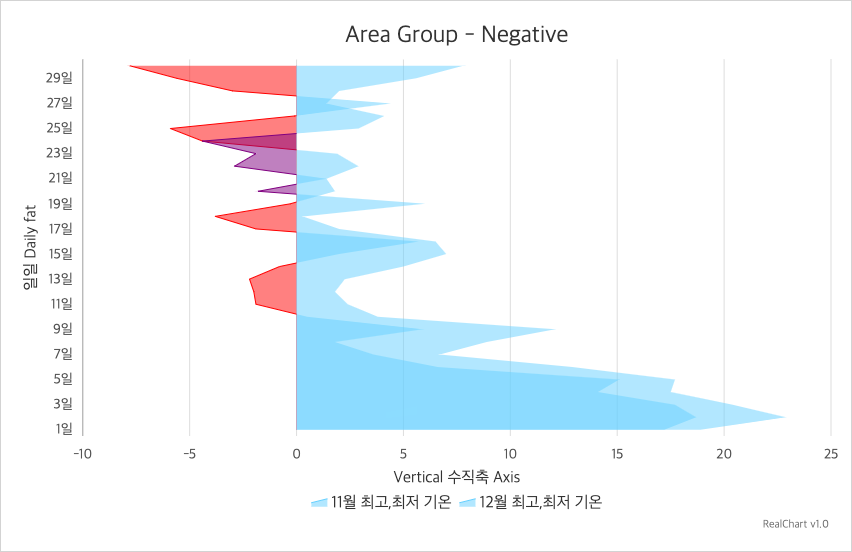 Area Group - Negative
29일
27일
25일
23일
21일
19일
17일
15일
13일
11일
9일
7일
5일
3일
1일
일일 Daily fat
-10
-5
0
5
10
15
20
25
Vertical 수직축 Axis
11월 최고,최저 기온
12월 최고,최저 기온
RealChart v1.0